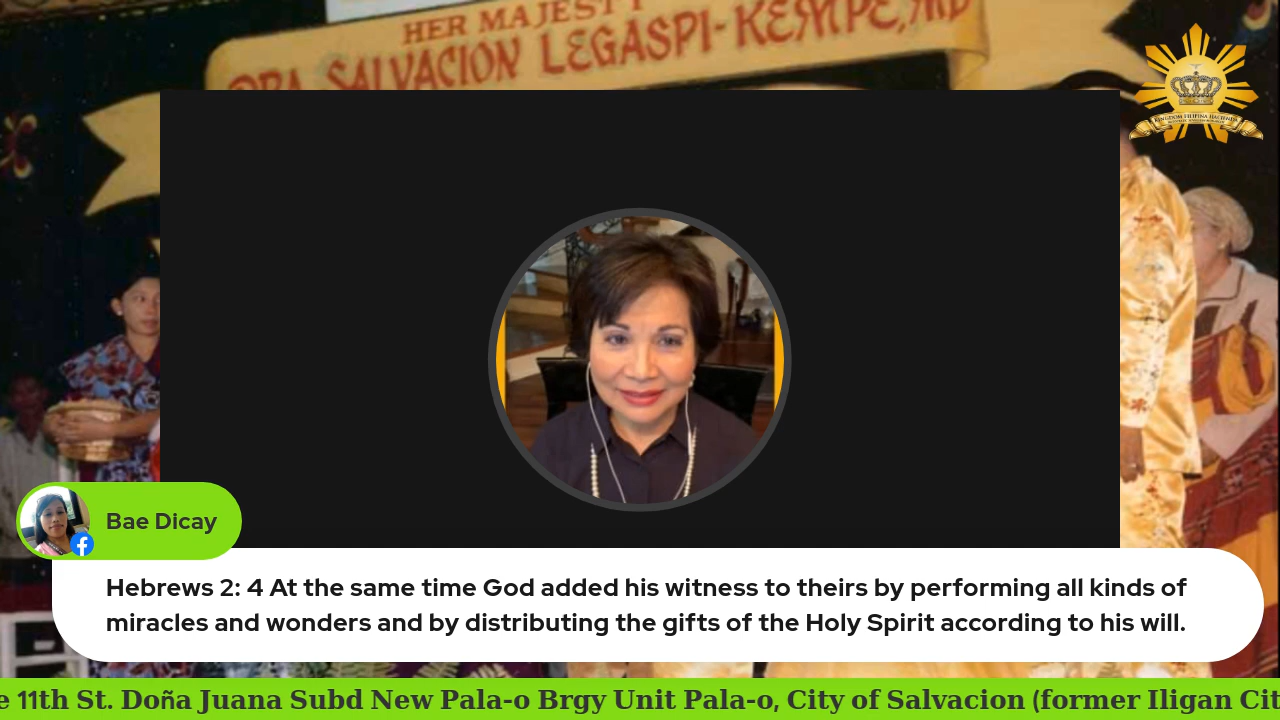 HER MAJESTY
DRA. SALVACION LEGASPI-KEMPE, MD
KINGDOM FILIPINA HACIENDA
Bae Dicay
Hebrews 2: 4 At the same time God added his witness to theirs by performing all kinds of
miracles and wonders and by distributing the gifts of the Holy Spirit according to his will.
e 11th St. Doña Juana Subd New Pala-o Brgy Unit Pala-o, City of Salvacion (former Iligan Cit